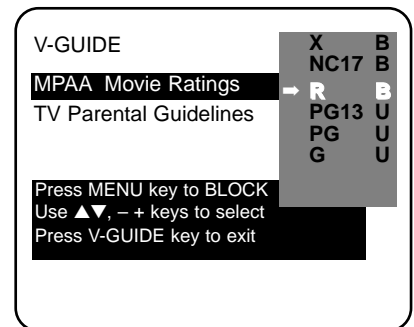 V-GUIDE
MPAA Movie Ratings
TV Parental Guidelines
X B
NC17 B
➡ R B
PG13 U
PG U
G U
Press MENU key to BLOCK
Use ▲▼, – + keys to select
Press V-GUIDE key to exit